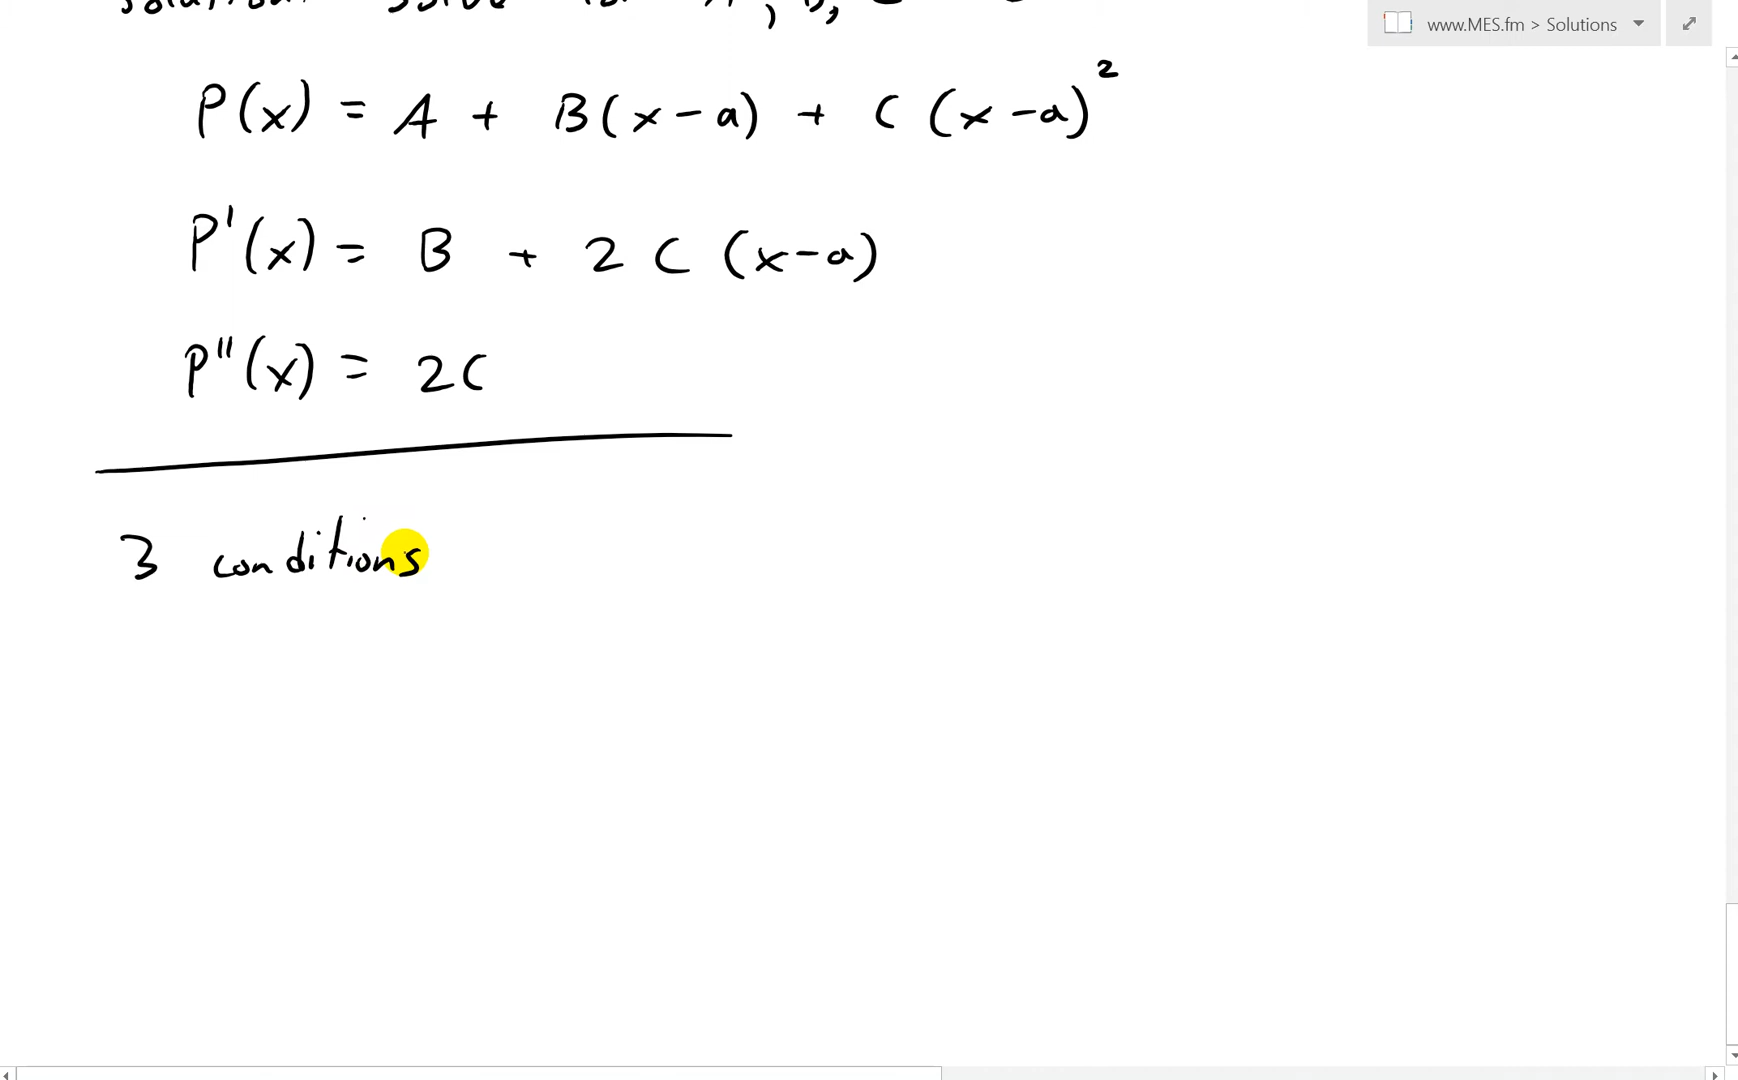 www.MES.fm > Solutions
P(x) = A + B(x-a) + C(x-a)²
P'(x) = B + 2C(x-a)
P''(x) = 2C
3 conditions